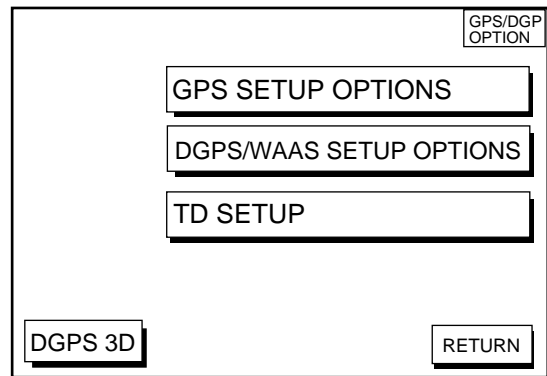 GPS/DGP
OPTION
GPS SETUP OPTIONS
DGPS/WAAS SETUP OPTIONS
TD SETUP
DGPS 3D
RETURN